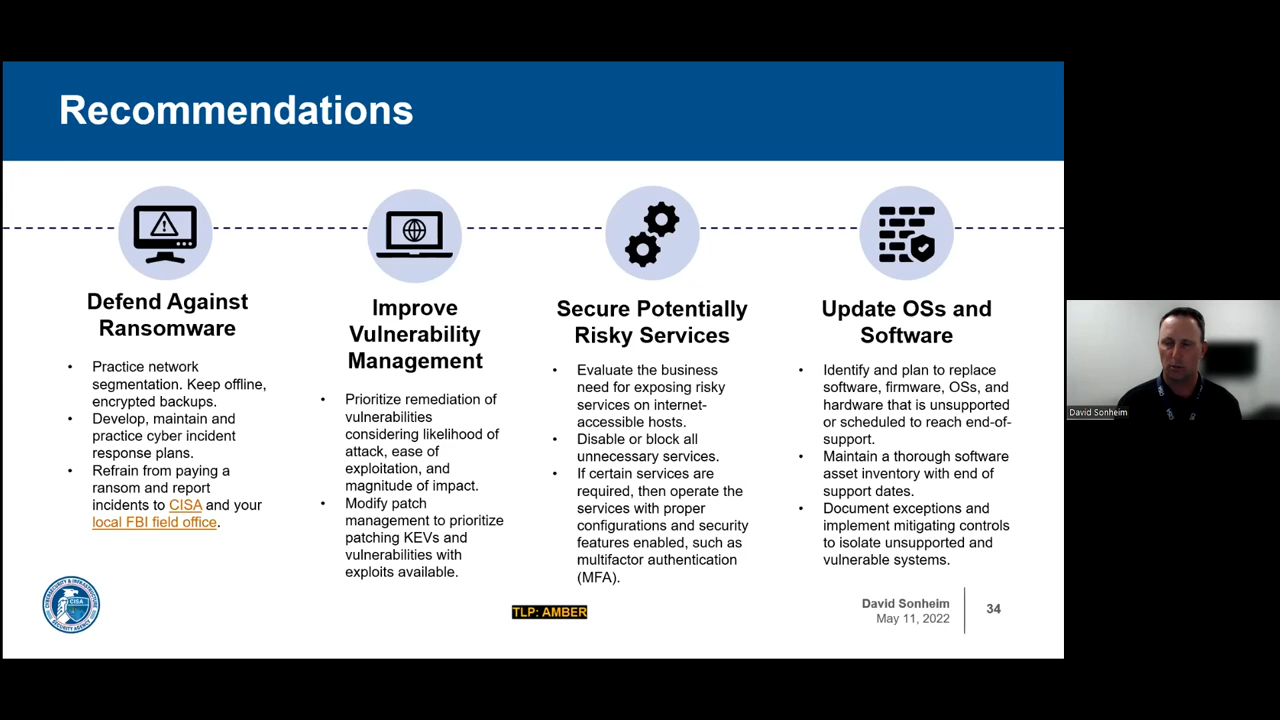 Recommendations
Defend Against
Ransomware
• Practice network
segmentation. Keep offline,
encrypted backups.
• Develop, maintain and
practice cyber incident
response plans.
• Refrain from paying a
ransom and report
incidents to CISA and your
local FBI field office.
Improve
Vulnerability
Management
• Prioritize remediation of
vulnerabilities
considering likelihood of
attack, ease of
exploitation, and
magnitude of impact.
• Modify patch
management to prioritize
patching KEVs and
vulnerabilities with
exploits available.
Secure Potentially
Risky Services
• Evaluate the business
need for exposing risky
services on internet-
accessible hosts.
• Disable or block all
unnecessary services.
• If certain services are
required, then operate the
services with proper
configurations and security
features enabled, such as
multifactor authentication
(MFA).
Update OSs and
Software
• Identify and plan to replace
software, firmware, OSs, and
hardware that is unsupported
or scheduled to reach end-of-
support.
• Maintain a thorough software
asset inventory with end of
support dates.
• Document exceptions and
implement mitigating controls
to isolate unsupported and
vulnerable systems.
CYBERSECURITY & INFRASTRUCTURE
SECURITY AGENCY
CISA
TLP: AMBER
David Sonheim
May 11, 2022
34
David Sonheim